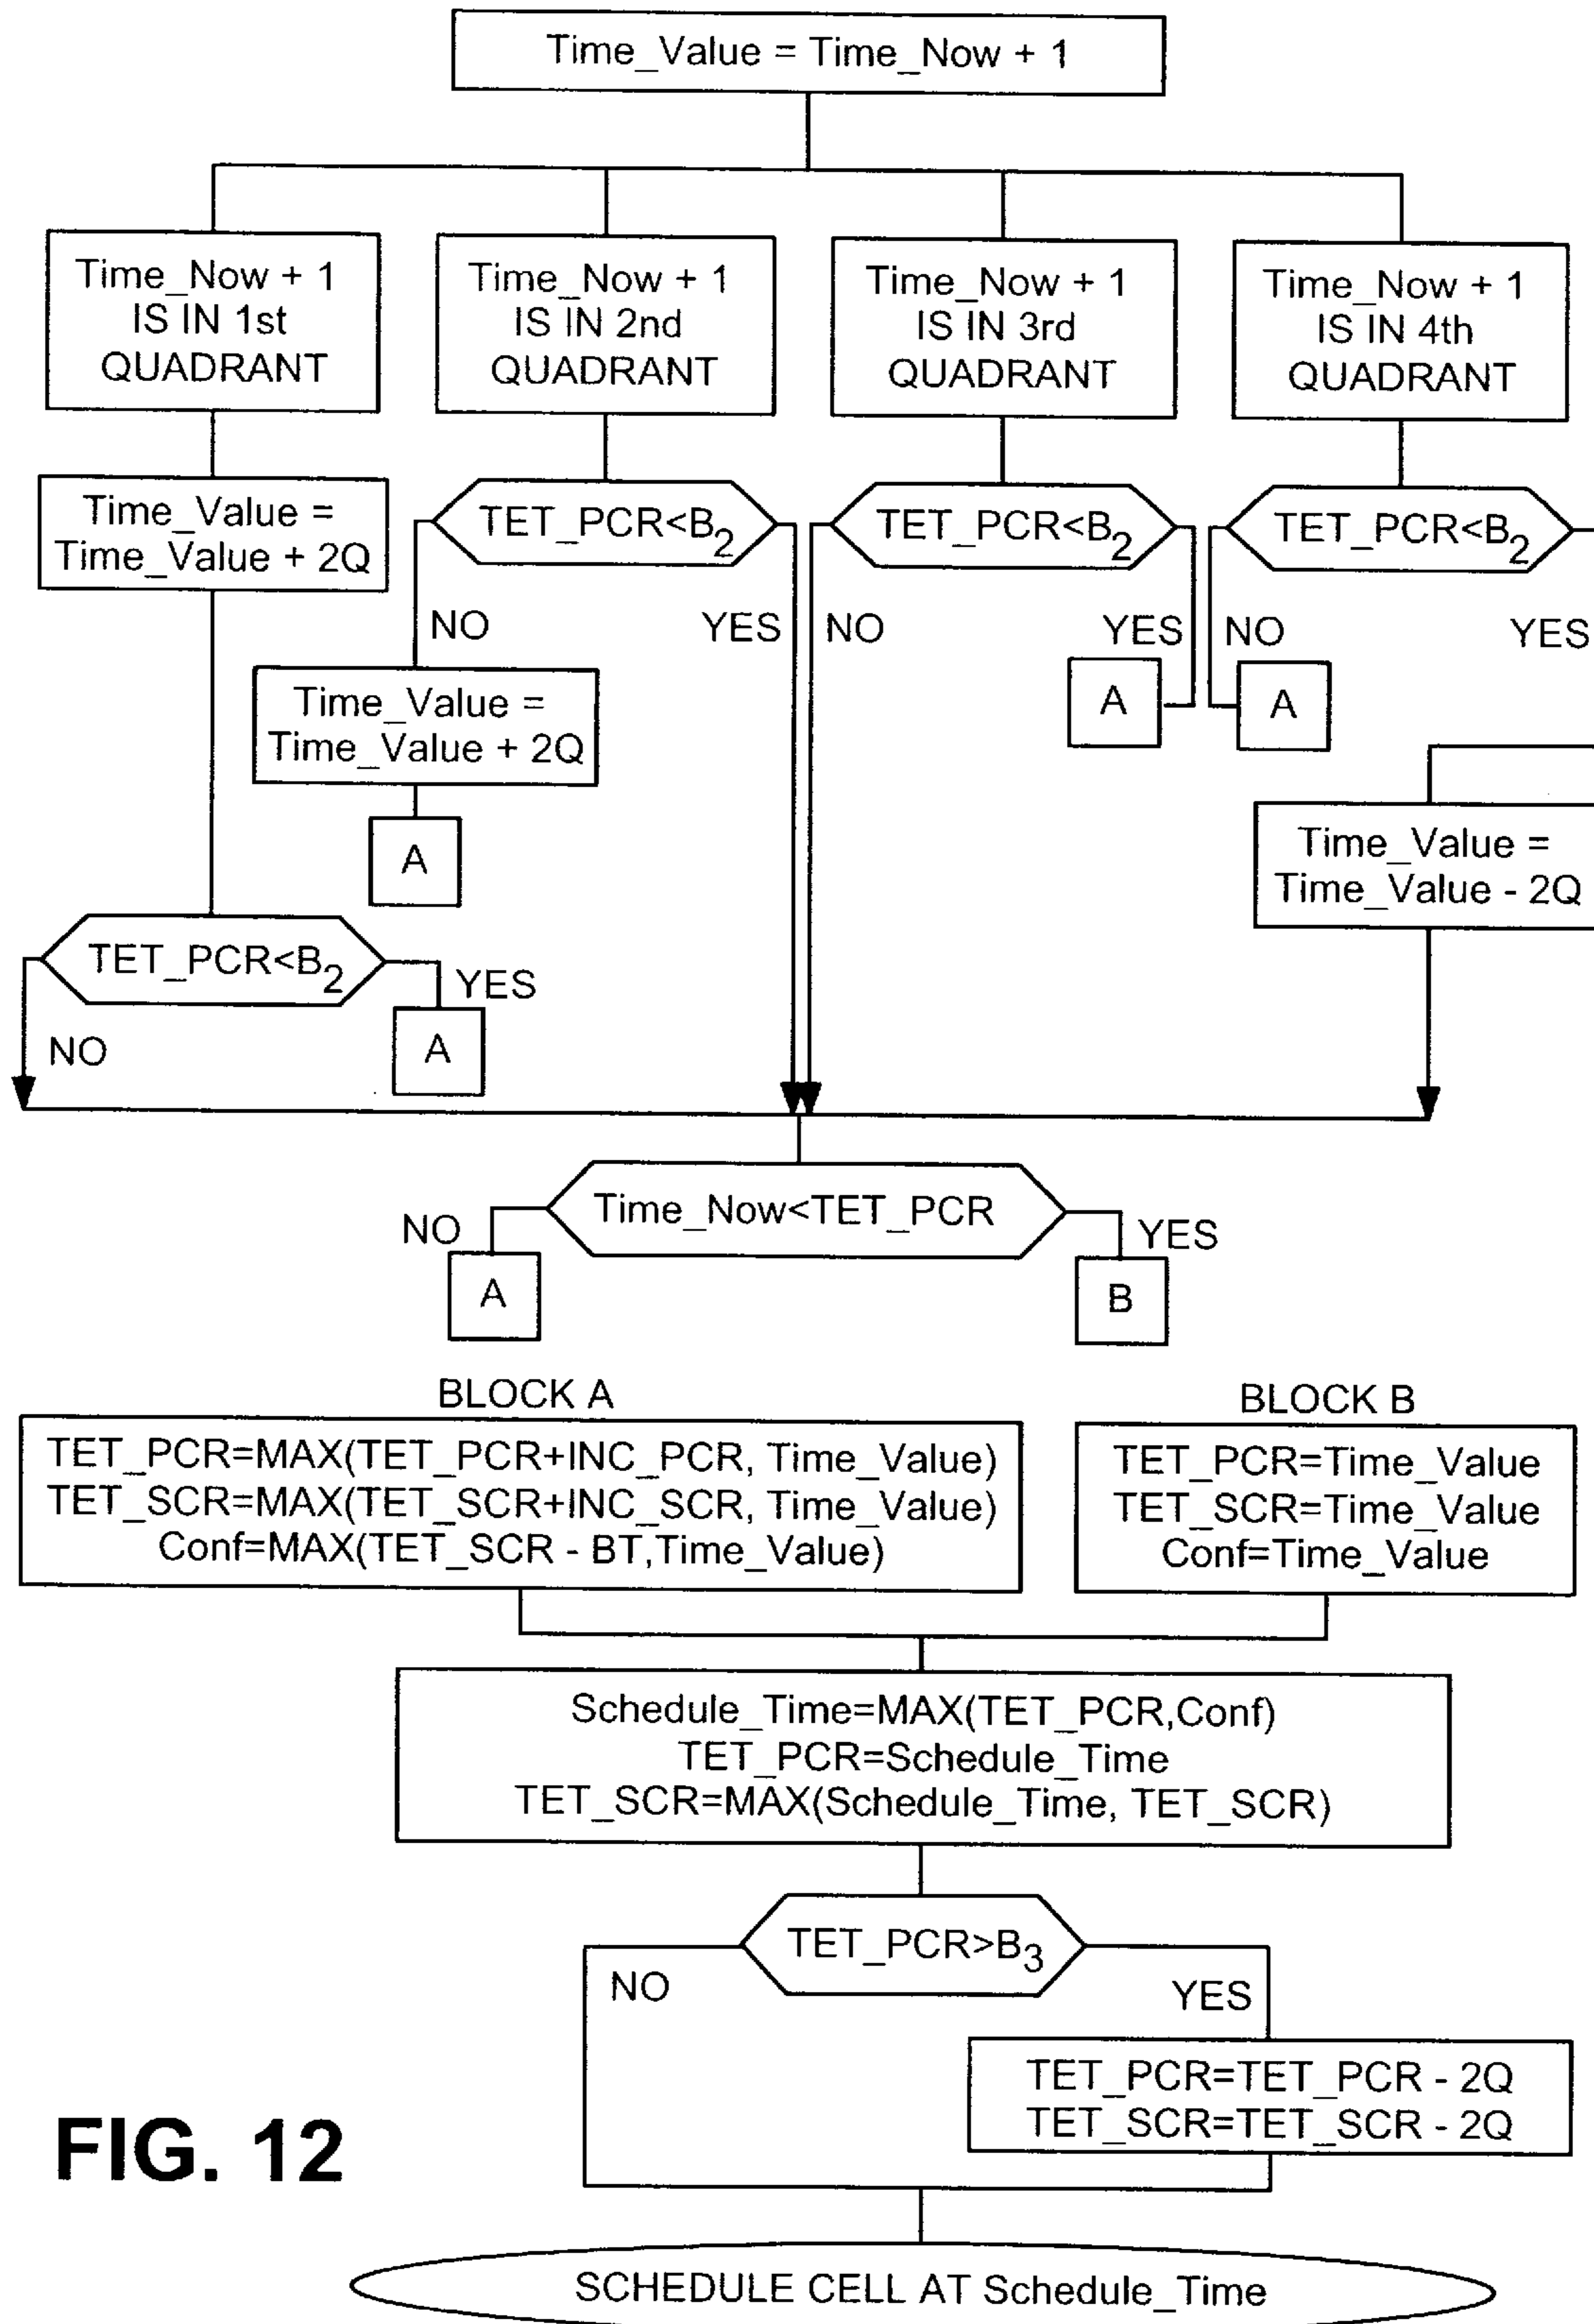 Time_Value = Time_Now + 1
Time_Now + 1
IS IN 1st
QUADRANT
Time_Now + 1
IS IN 2nd
QUADRANT
Time_Now + 1
IS IN 3rd
QUADRANT
Time_Now + 1
IS IN 4th
QUADRANT
Time_Value =
Time_Value + 2Q
TET_PCR<B2
TET_PCR<B2
TET_PCR<B2
NO
YES
NO
YES
NO
YES
Time_Value =
Time_Value + 2Q
A
A
A
Time_Value =
Time_Value - 2Q
TET_PCR<B2
YES
NO
A
Time_Now<TET_PCR
NO
YES
A
B
BLOCK A
TET_PCR=MAX(TET_PCR+INC_PCR, Time_Value)
TET_SCR=MAX(TET_SCR+INC_SCR, Time_Value)
Conf=MAX(TET_SCR - BT,Time_Value)
BLOCK B
TET_PCR=Time_Value
TET_SCR=Time_Value
Conf=Time_Value
Schedule_Time=MAX(TET_PCR,Conf)
TET_PCR=Schedule_Time
TET_SCR=MAX(Schedule_Time, TET_SCR)
TET_PCR>B3
NO
YES
TET_PCR=TET_PCR - 2Q
TET_SCR=TET_SCR - 2Q
FIG. 12
SCHEDULE CELL AT Schedule_Time